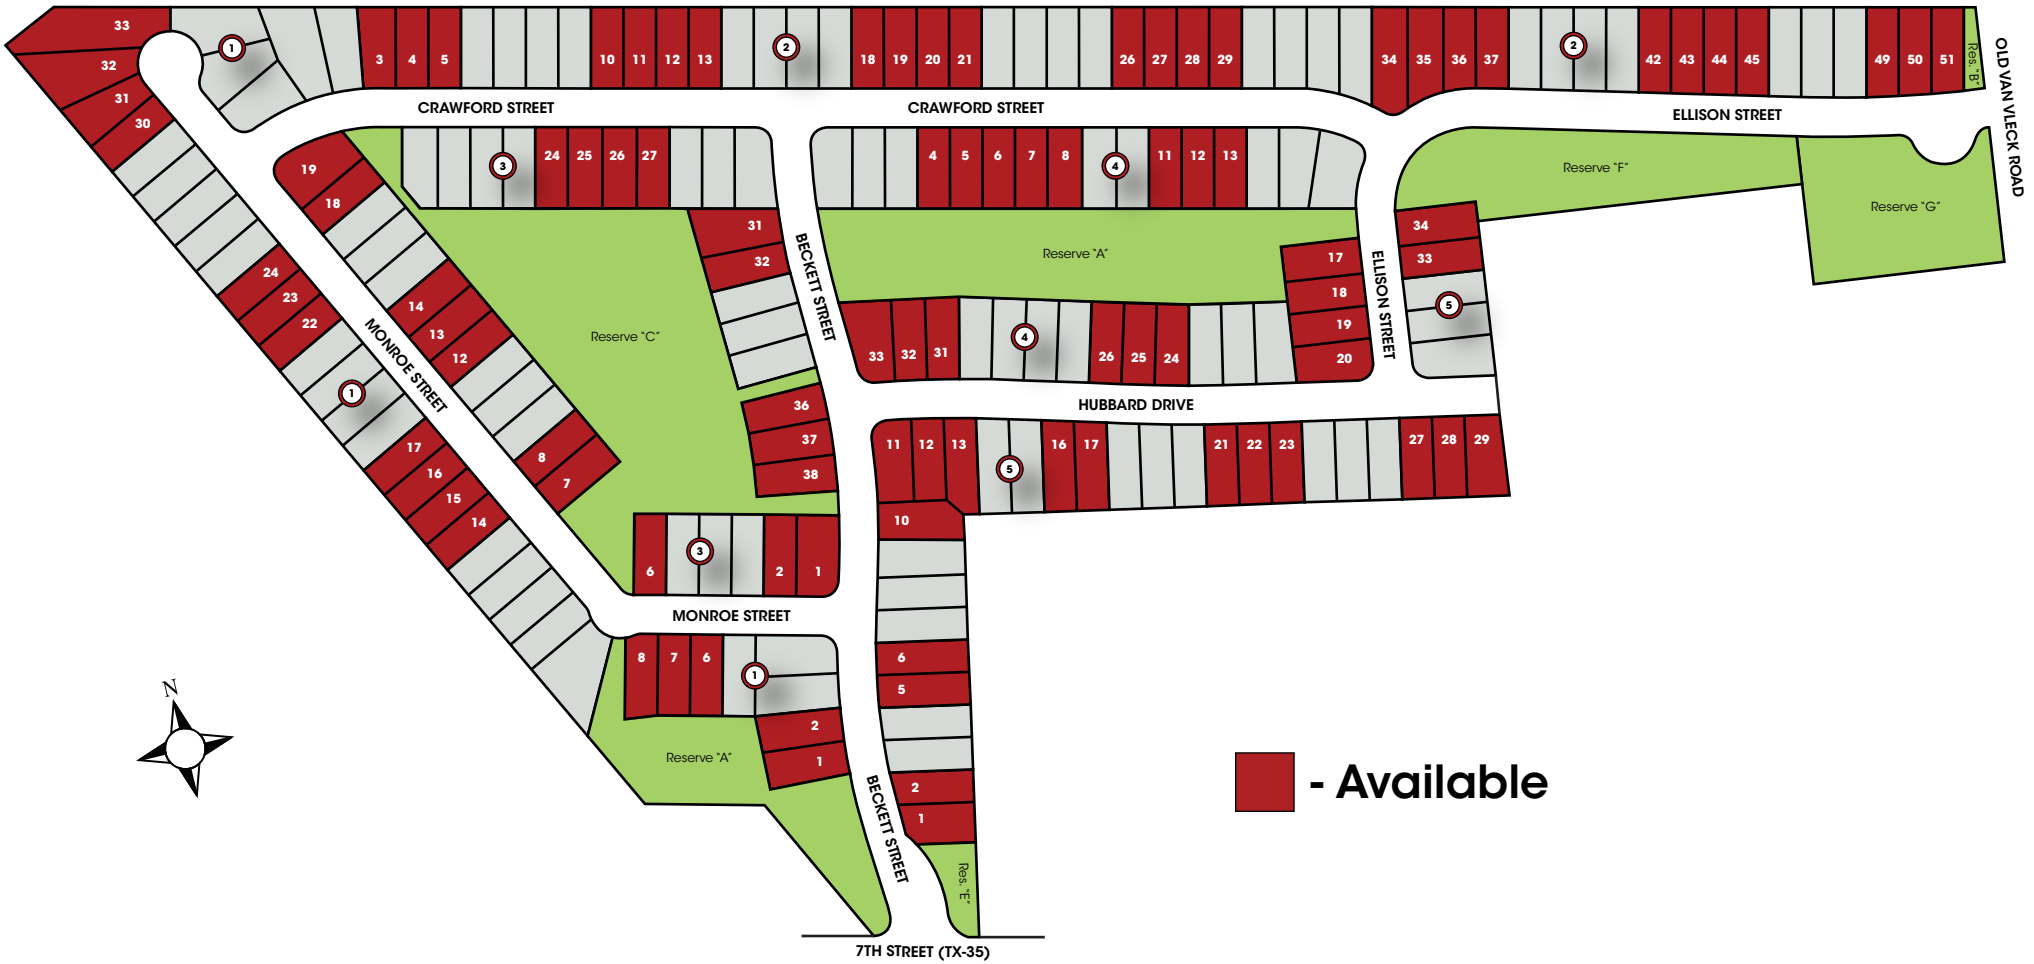 33
32
31
30
1
3 4 5
10 11 12 13
2
18 19 20 21
26 27 28 29
34 35 36 37
2
42 43 44 45
49 50 51
Res. "B"
OLD VAN VLECK ROAD
CRAWFORD STREET
CRAWFORD STREET
ELLISON STREET
19
18
3
24 25 26 27
4 5 6 7 8
4
11 12 13
Reserve "F"
Reserve "G"
31
32
BECKETT STREET
Reserve "A"
17
18
19
20
ELLISON STREET
34
33
5
24
23
22
MONROE STREET
14
13
12
Reserve "C"
33 32 31
4
26 25 24
1
36
37
38
HUBBARD DRIVE
17
16
15
14
8
7
11 12 13
5
16 17
21 22 23
27 28 29
10
6
3
2 1
MONROE STREET
8 7 6
1
2
1
Reserve "A"
6
5
2
1
BECKETT STREET
Res. "E"
7TH STREET (TX-35)
N
- Available